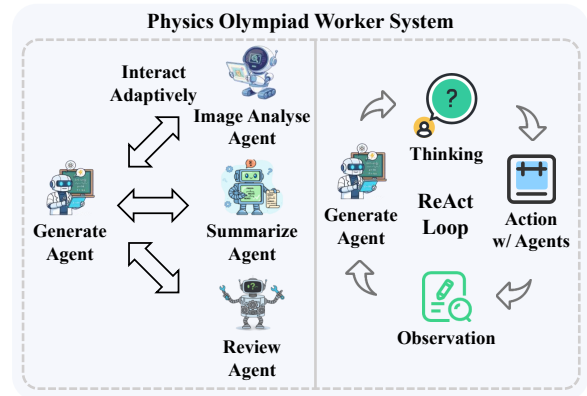 Physics Olympiad Worker System
Interact
Adaptively
Image Analyse
Agent
Generate
Agent
Summarize
Agent
Review
Agent
?
Thinking
Generate
Agent
ReAct
Loop
Action
w/ Agents
Observation